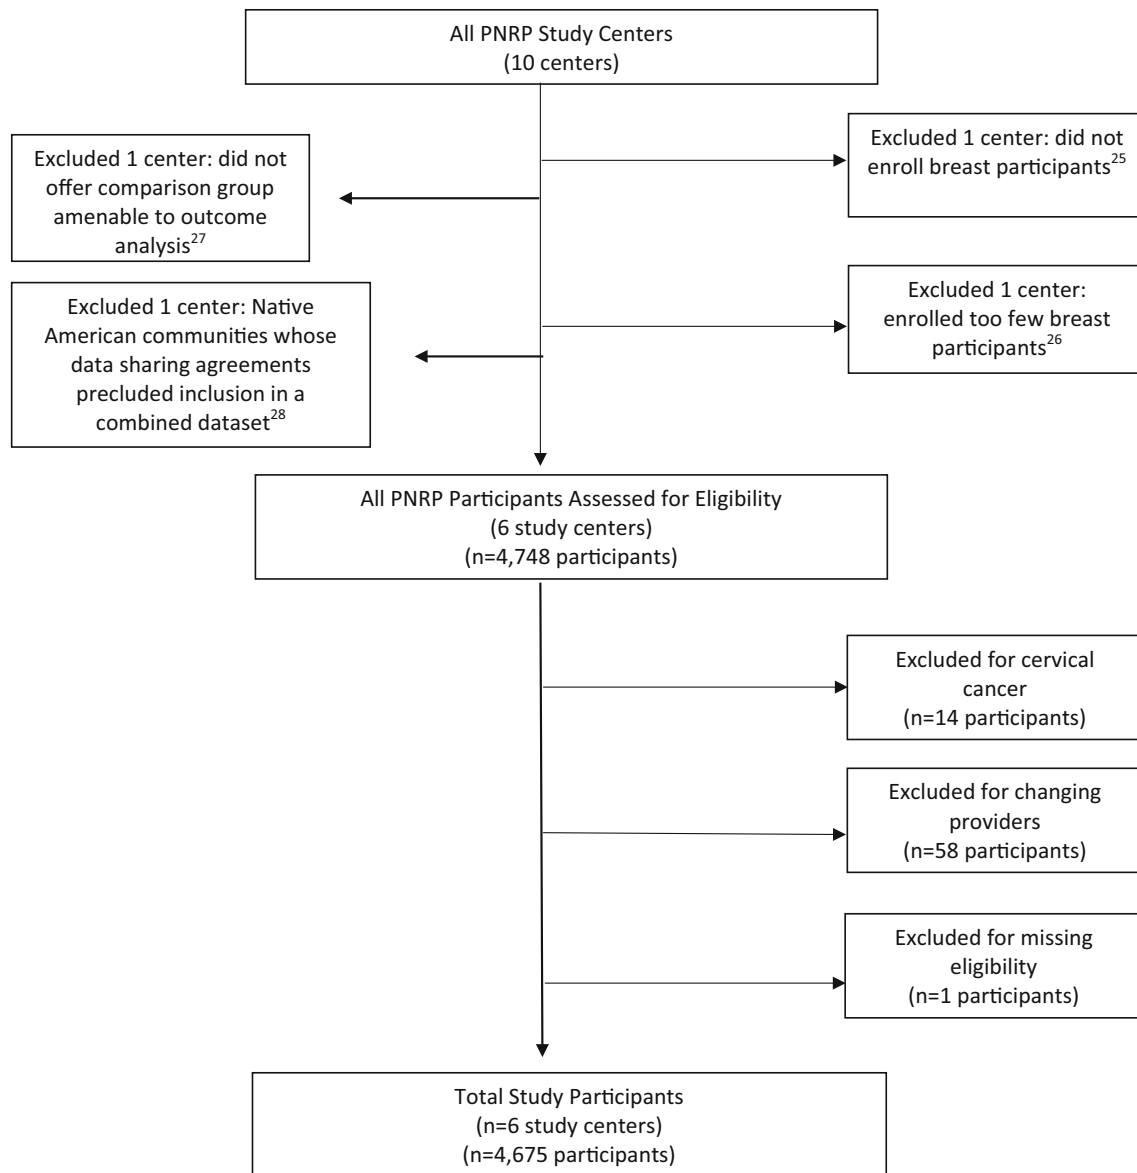 All PNRP Study Centers
(10 centers)
Excluded 1 center: did not
enroll breast participants25
Excluded 1 center: did not
offer comparison group
amenable to outcome
analysis27
Excluded 1 center:
enrolled too few breast
participants26
Excluded 1 center: Native
American communities whose
data sharing agreements
precluded inclusion in a
combined dataset28
All PNRP Participants Assessed for Eligibility
(6 study centers)
(n=4,748 participants)
Excluded for cervical
cancer
(n=14 participants)
Excluded for changing
providers
(n=58 participants)
Excluded for missing
eligibility
(n=1 participants)
Total Study Participants
(n=6 study centers)
(n=4,675 participants)